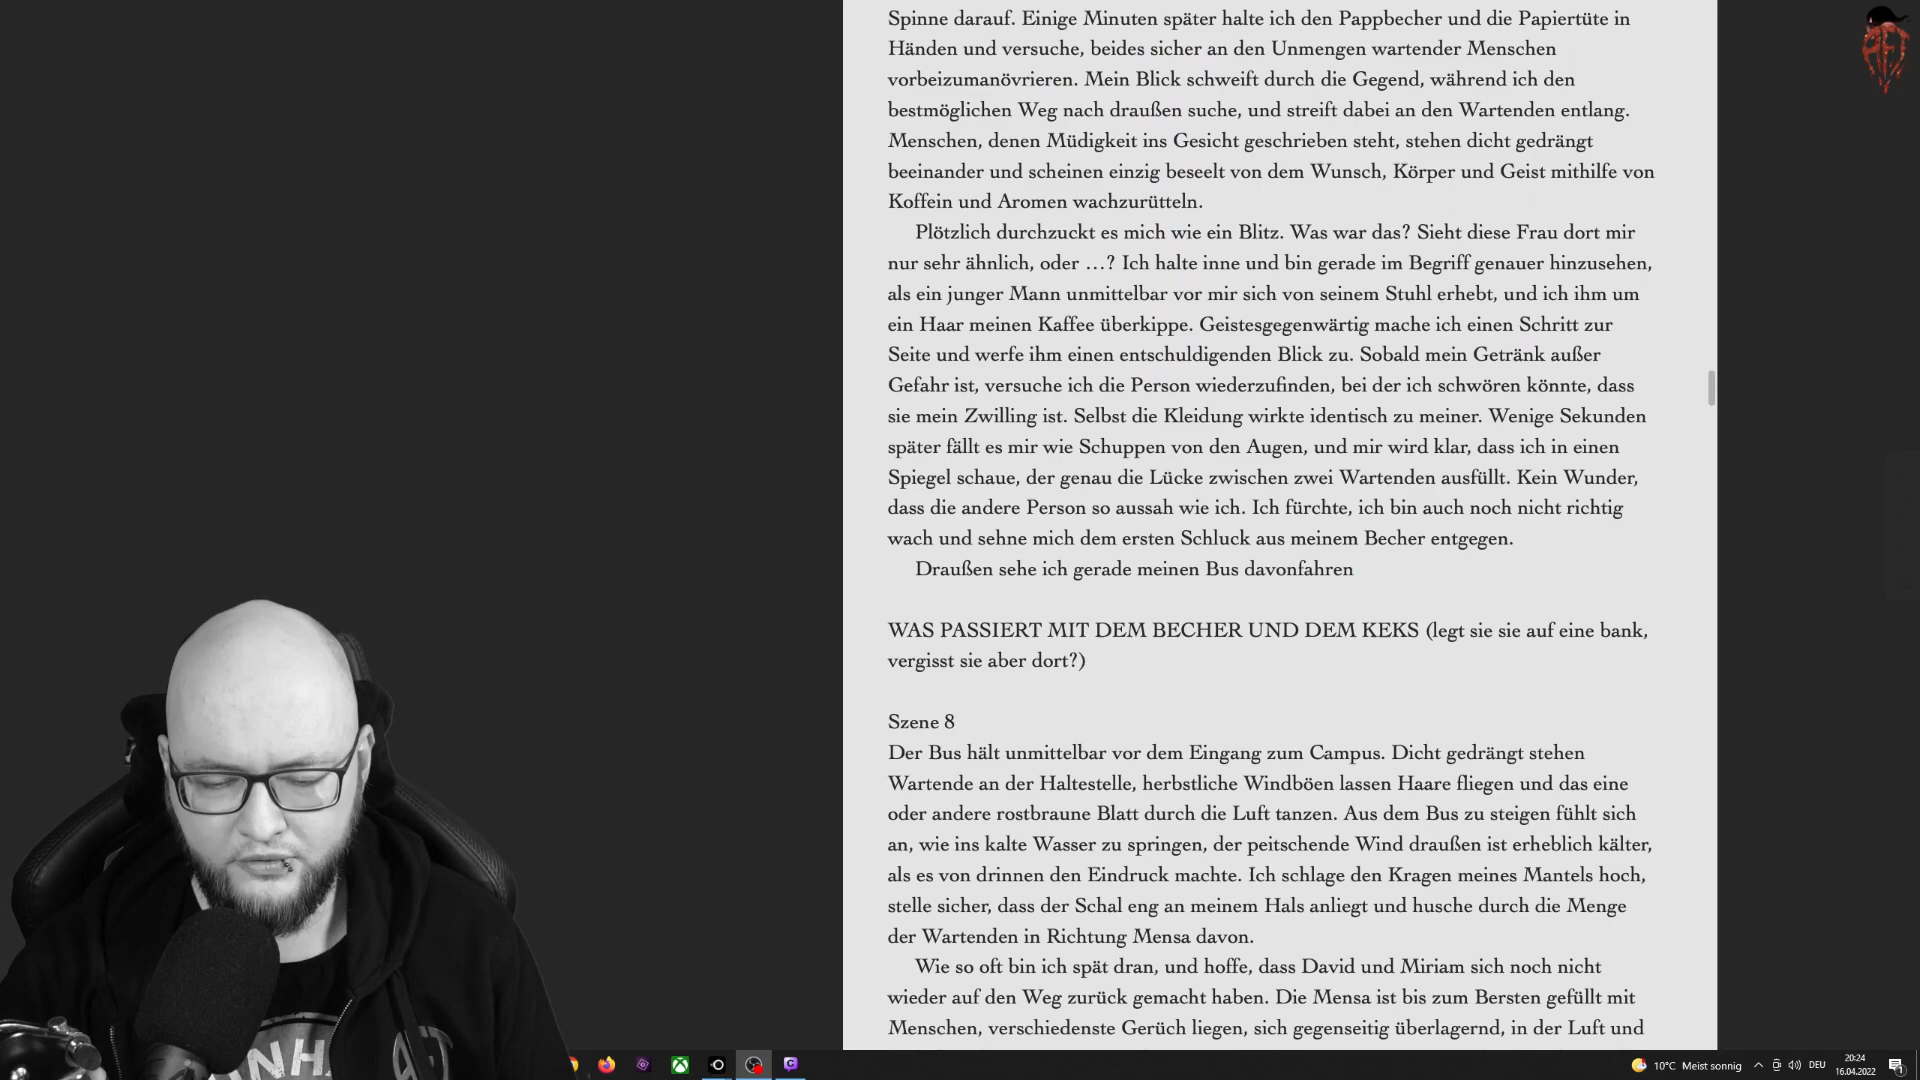 Spinne darauf. Einige Minuten später halte ich den Pappbecher und die Papiertüte in
Händen und versuche, beides sicher an den Unmengen wartender Menschen
vorbeizumanövrieren. Mein Blick schweift durch die Gegend, während ich den
bestmöglichen Weg nach draußen suche, und streift dabei an den Wartenden entlang.
Menschen, denen Müdigkeit ins Gesicht geschrieben steht, stehen dicht gedrängt
beeinander und scheinen einzig beseelt von dem Wunsch, Körper und Geist mithilfe von
Koffein und Aromen wachzurütteln.
Plötzlich durchzuckt es mich wie ein Blitz. Was war das? Sieht diese Frau dort mir
nur sehr ähnlich, oder …? Ich halte inne und bin gerade im Begriff genauer hinzusehen,
als ein junger Mann unmittelbar vor mir sich von seinem Stuhl erhebt, und ich ihm um
ein Haar meinen Kaffee überkippe. Geistesgegenwärtig mache ich einen Schritt zur
Seite und werfe ihm einen entschuldigenden Blick zu. Sobald mein Getränk außer
Gefahr ist, versuche ich die Person wiederzufinden, bei der ich schwören könnte, dass
sie mein Zwilling ist. Selbst die Kleidung wirkte identisch zu meiner. Wenige Sekunden
später fällt es mir wie Schuppen von den Augen, und mir wird klar, dass ich in einen
Spiegel schaue, der genau die Lücke zwischen zwei Wartenden ausfüllt. Kein Wunder,
dass die andere Person so aussah wie ich. Ich fürchte, ich bin auch noch nicht richtig
wach und sehne mich dem ersten Schluck aus meinem Becher entgegen.
Draußen sehe ich gerade meinen Bus davonfahren
WAS PASSIERT MIT DEM BECHER UND DEM KEKS (legt sie sie auf eine bank,
vergisst sie aber dort?)
Szene 8
Der Bus hält unmittelbar vor dem Eingang zum Campus. Dicht gedrängt stehen
Wartende an der Haltestelle, herbstliche Windböen lassen Haare fliegen und das eine
oder andere rostbraune Blatt durch die Luft tanzen. Aus dem Bus zu steigen fühlt sich
an, wie ins kalte Wasser zu springen, der peitschende Wind draußen ist erheblich kälter,
als es von drinnen den Eindruck machte. Ich schlage den Kragen meines Mantels hoch,
stelle sicher, dass der Schal eng an meinem Hals anliegt und husche durch die Menge
der Wartenden in Richtung Mensa davon.
Wie so oft bin ich spät dran, und hoffe, dass David und Miriam sich noch nicht
wieder auf den Weg zurück gemacht haben. Die Mensa ist bis zum Bersten gefüllt mit
Menschen, verschiedenste Gerüch liegen, sich gegenseitig überlagernd, in der Luft und
10°C Meist sonnig
DEU
20:24
16.04.2022